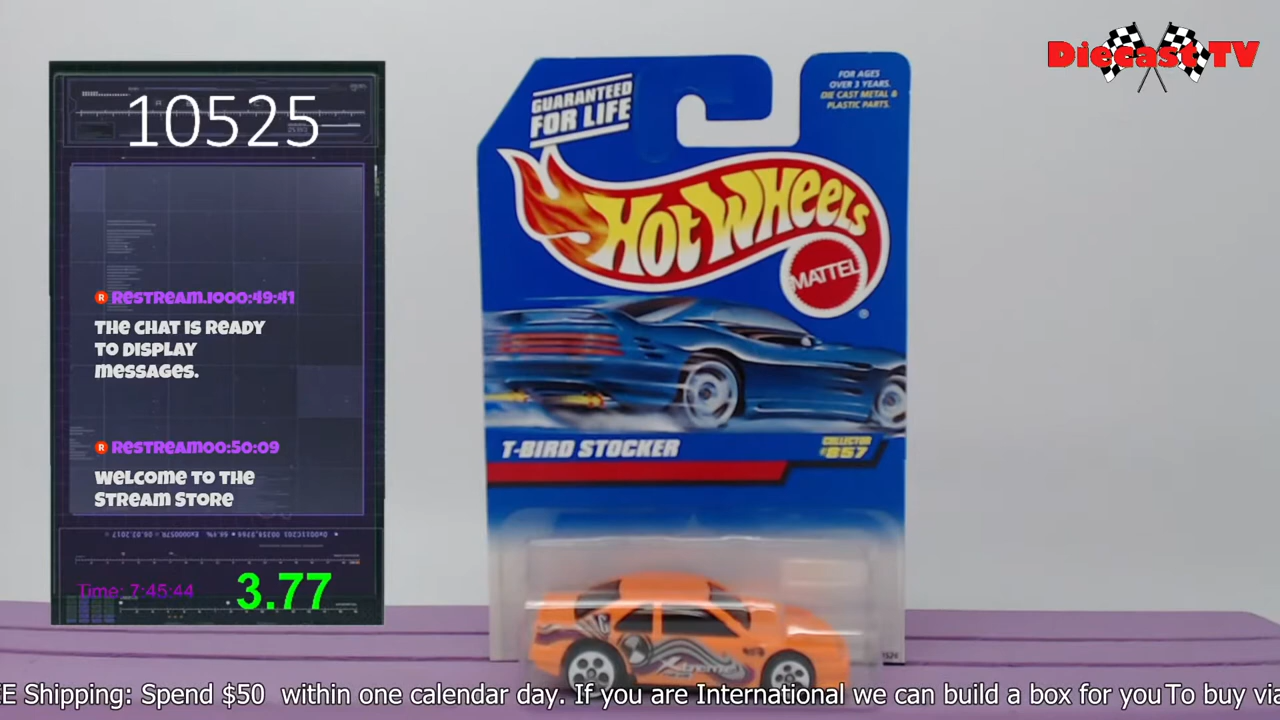 Diecast TV
10525
Restream.1000:49:41
THE CHAT IS READY
TO DISPLAY
MESSAGES.
Restream00:50:09
WELCOME TO THE
STREAM STORE
Time: 7:45:44
3.77
GUARANTEED
FOR LIFE
FOR AGES
OVER 3 YEARS.
DIE CAST METAL &
PLASTIC PARTS.
HOT WHEELS
MATTEL
®
T-BIRD STOCKER
COLLECTOR
#857
Xtreme
E Shipping: Spend $50 within one calendar day. If you are International we can build a box for you To buy via